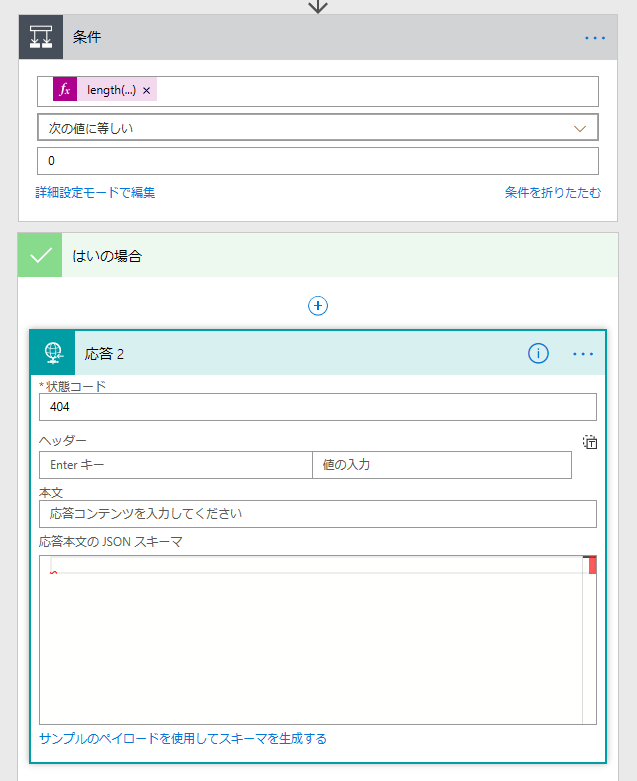 条件
fx length(...) ×
次の値に等しい
0
詳細設定モードで編集 条件を折りたたむ
はいの場合
応答 2
*状態コード
404
ヘッダー
Enter キー 値の入力
本文
応答コンテンツを入力してください
応答本文の JSON スキーマ
サンプルのペイロードを使用してスキーマを生成する